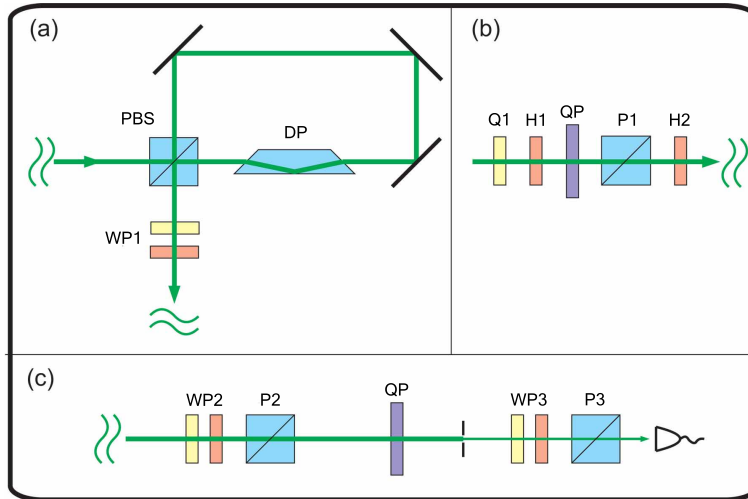 (a)
PBS
DP
WP1
(b)
Q1 H1 QP P1 H2
(c)
WP2 P2 QP WP3 P3